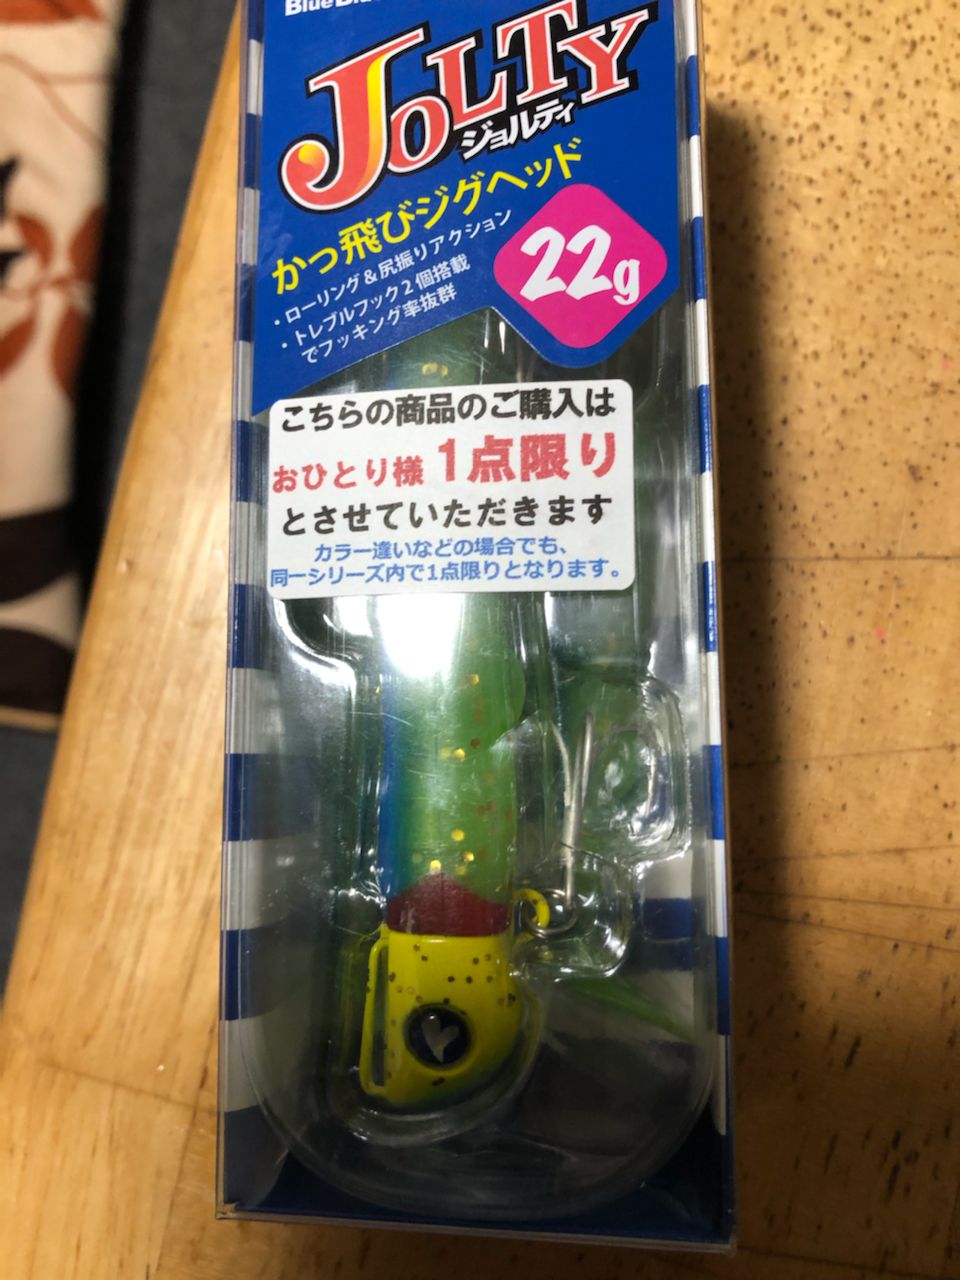 JOLTY
ジョルティ
かっ飛びジグヘッド
・ローリング&尻振りアクション
・トレブルフック2個搭載
でフッキング率抜群
22g
こちらの商品のご購入は
おひとり様 1点限り
とさせていただきます
カラー違いなどの場合でも、
同一シリーズ内で1点限りとなります。